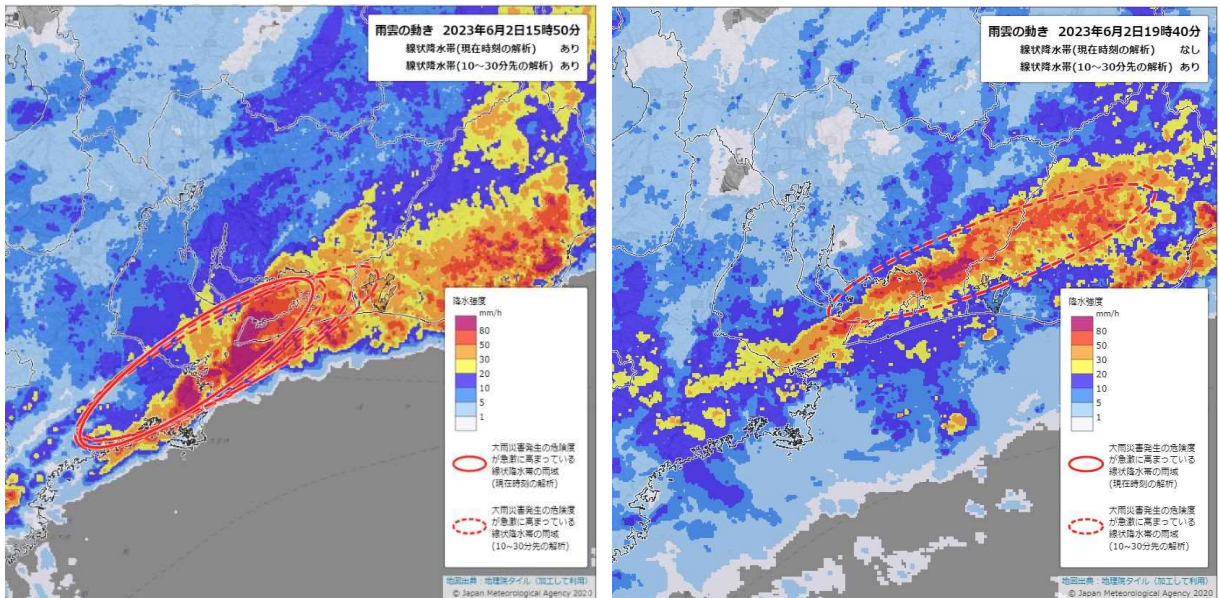 雨雲の動き 2023年6月2日15時50分
線状降水帯(現在時刻の解析) あり
線状降水帯(10～30分先の解析) あり
降水強度
mm/h
80
50
30
20
10
5
1
大雨災害発生の危険度
が急激に高まっている
線状降水帯の雨域
(現在時刻の解析)
大雨災害発生の危険度
が急激に高まっている
線状降水帯の雨域
(10～30分先の解析)
地図出典：地理院タイル（加工して利用）
© Japan Meteorological Agency 2020
雨雲の動き 2023年6月2日19時40分
線状降水帯(現在時刻の解析) なし
線状降水帯(10～30分先の解析) あり
降水強度
mm/h
80
50
30
20
10
5
1
大雨災害発生の危険度
が急激に高まっている
線状降水帯の雨域
(現在時刻の解析)
大雨災害発生の危険度
が急激に高まっている
線状降水帯の雨域
(10～30分先の解析)
地図出典：地理院タイル（加工して利用）
© Japan Meteorological Agency 2020